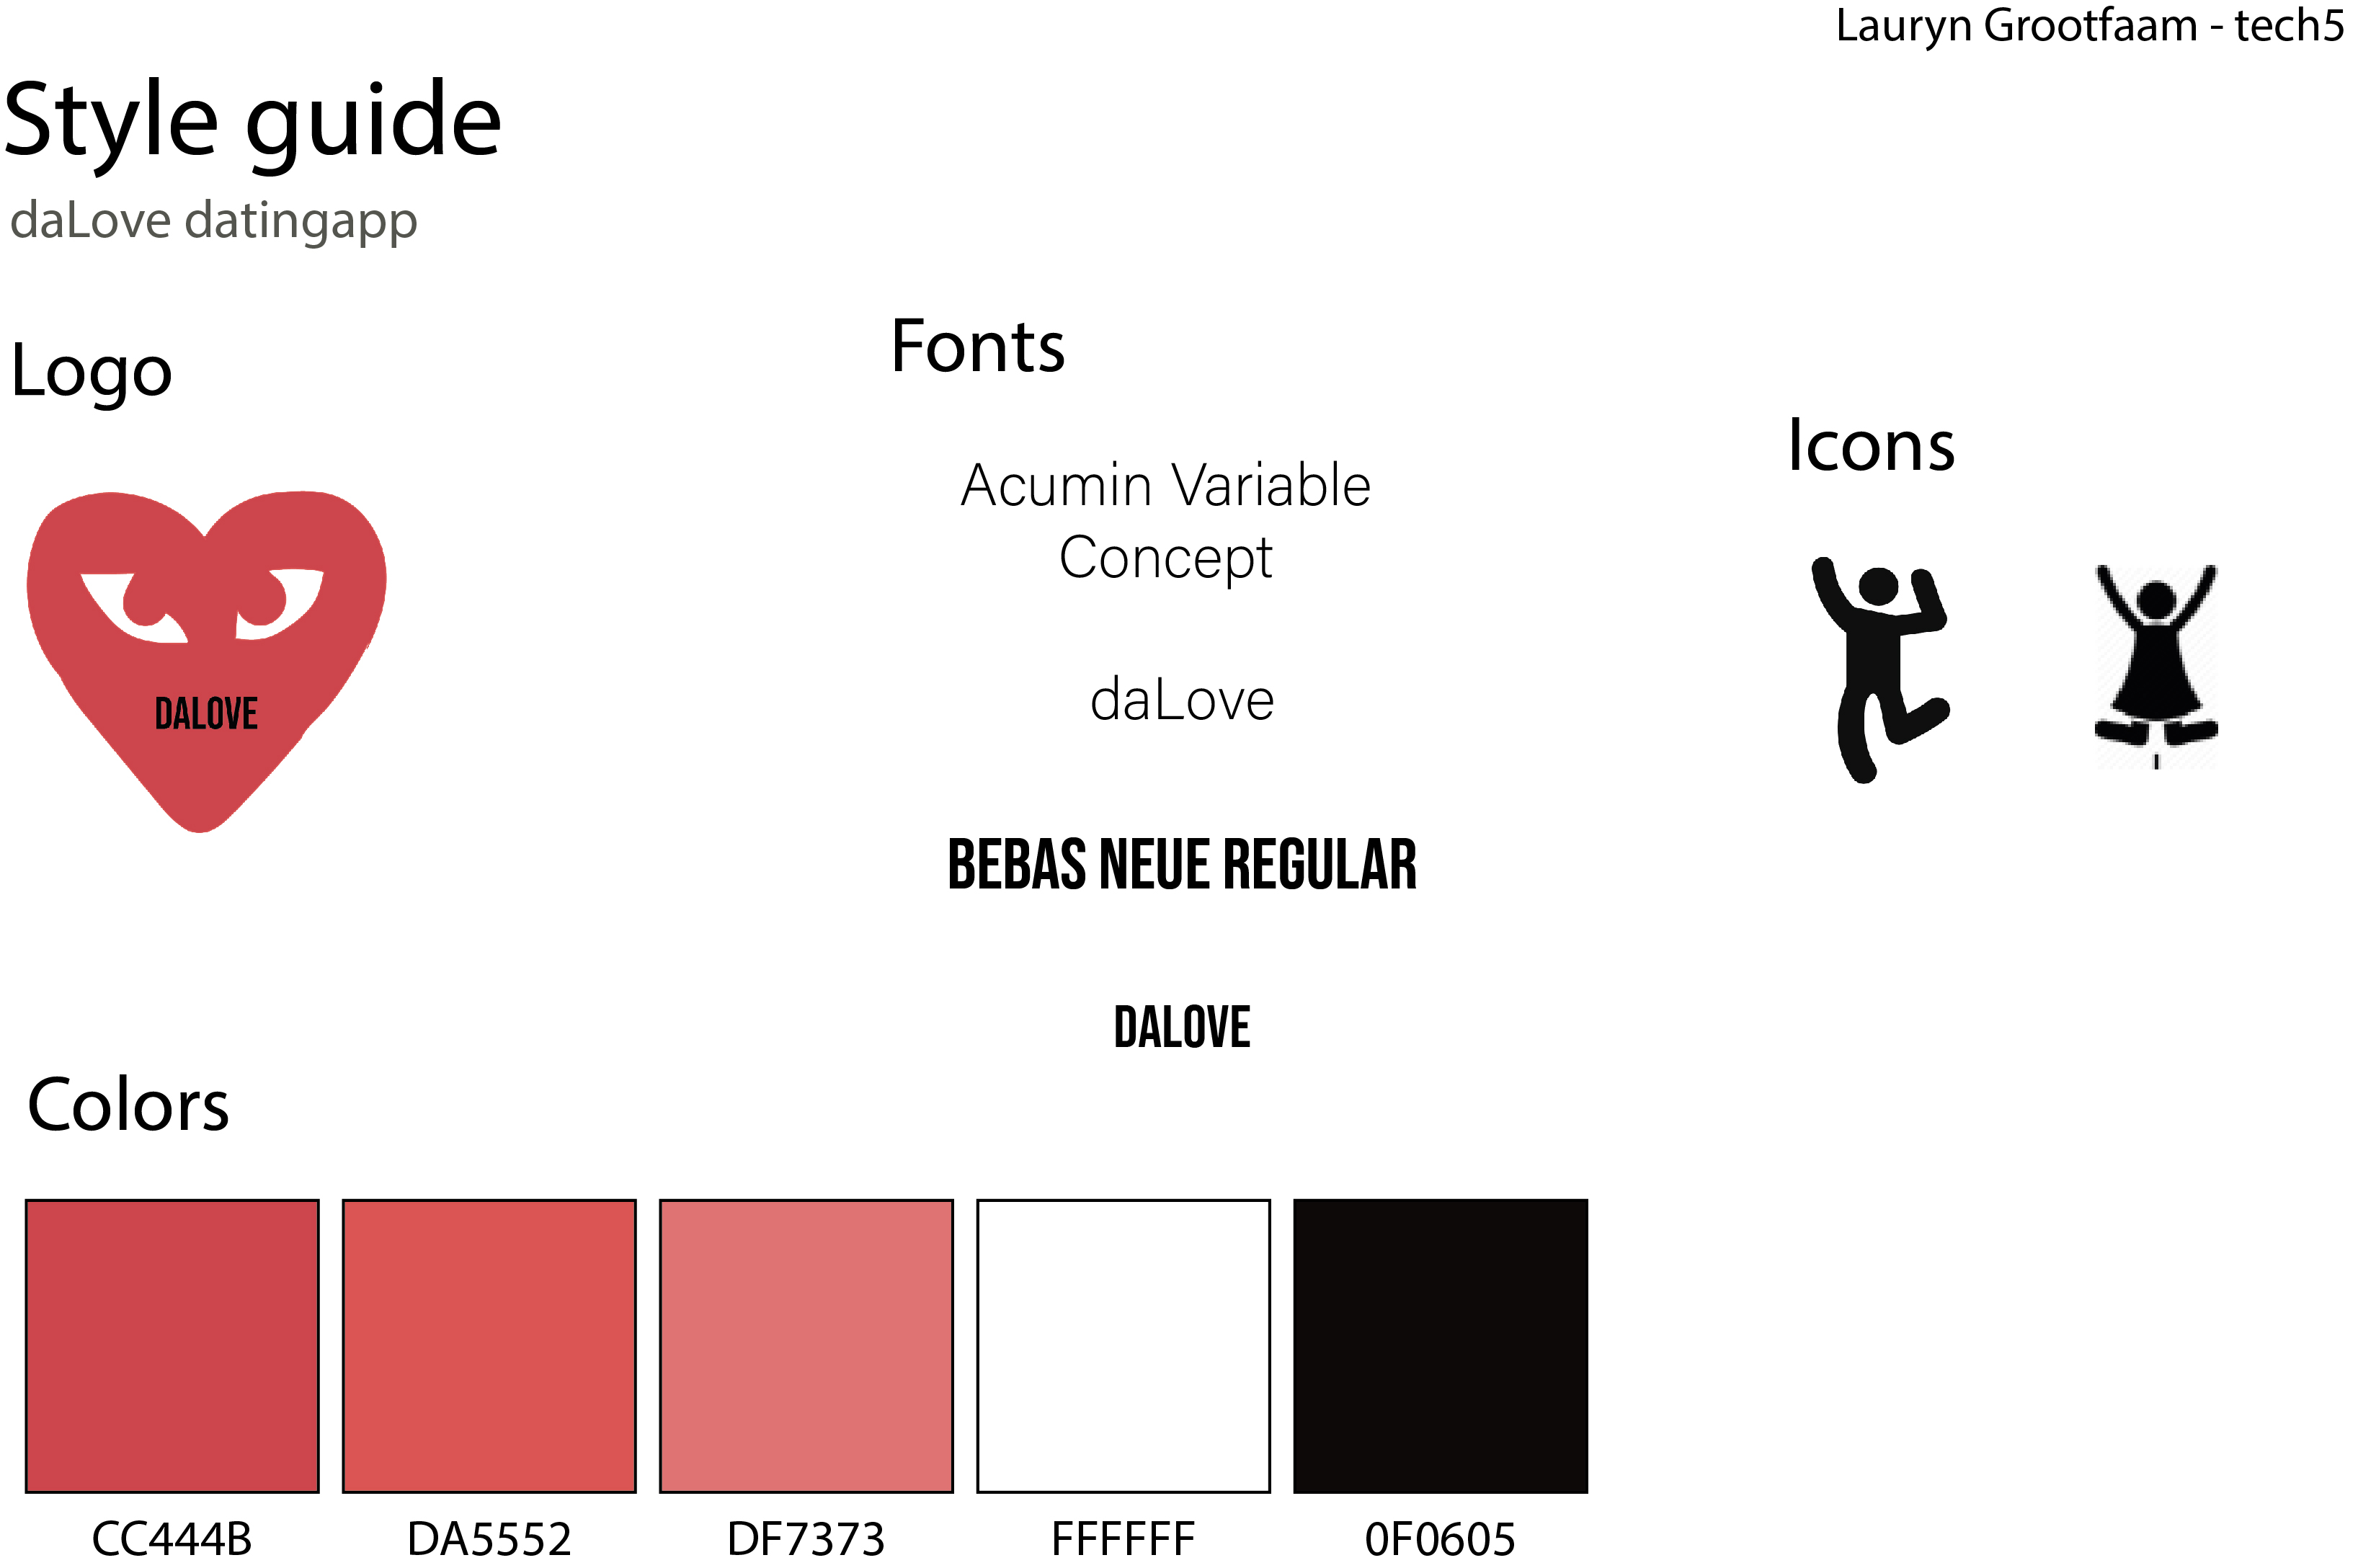 Lauryn Grootfaam - tech5
Style guide
daLove datingapp
Logo
DALOVE
Fonts
Acumin Variable
Concept
daLove
BEBAS NEUE REGULAR
DALOVE
Icons
Colors
CC444B
DA5552
DF7373
FFFFFF
0F0605